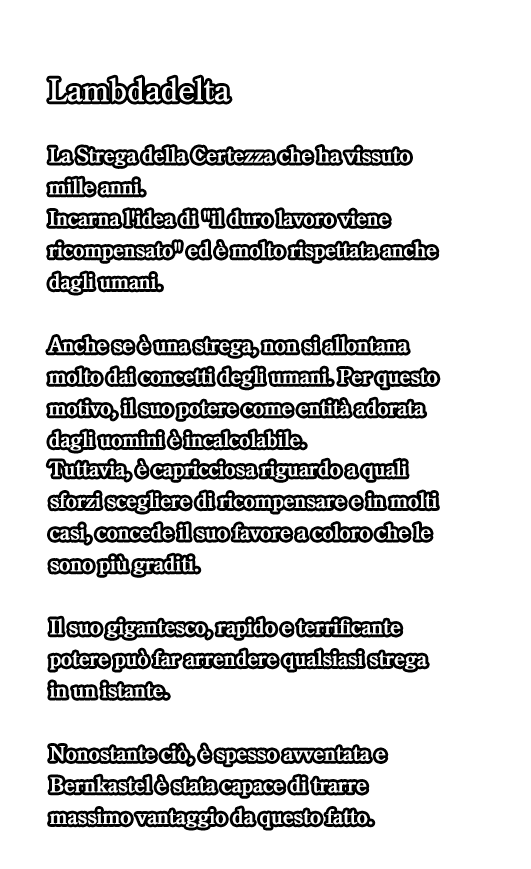 Lambdadelta
La Strega della Certezza che ha vissuto
mille anni.
Incarna l'idea di "il duro lavoro viene
ricompensato" ed è molto rispettata anche
dagli umani.
Anche se è una strega, non si allontana
molto dai concetti degli umani. Per questo
motivo, il suo potere come entità adorata
dagli uomini è incalcolabile.
Tuttavia, è capricciosa riguardo a quali
sforzi scegliere di ricompensare e in molti
casi, concede il suo favore a coloro che le
sono più graditi.
Il suo gigantesco, rapido e terrificante
potere può far arrendere qualsiasi strega
in un istante.
Nonostante ciò, è spesso avventata e
Bernkastel è stata capace di trarre
massimo vantaggio da questo fatto.